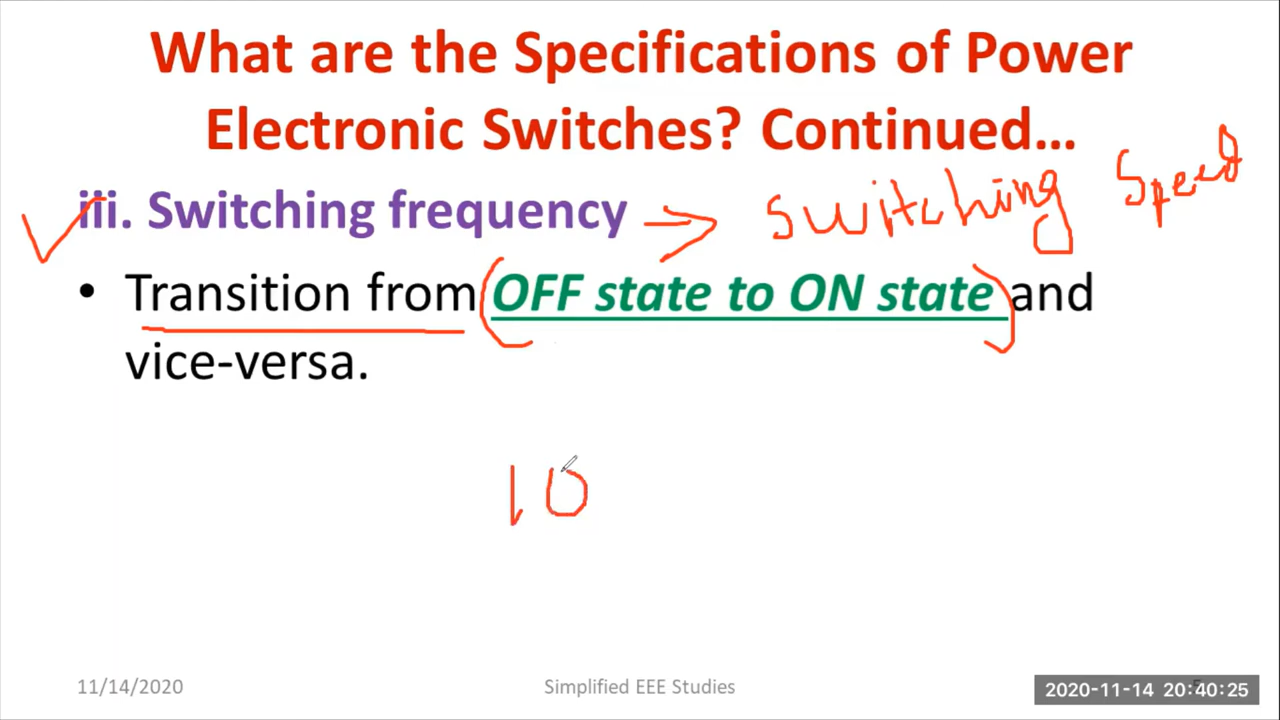 What are the Specifications of Power
Electronic Switches? Continued...
iii. Switching frequency → Switching Speed
• Transition from (OFF state to ON state) and
vice-versa.
10
11/14/2020 Simplified EEE Studies
2020-11-14 20:40:25